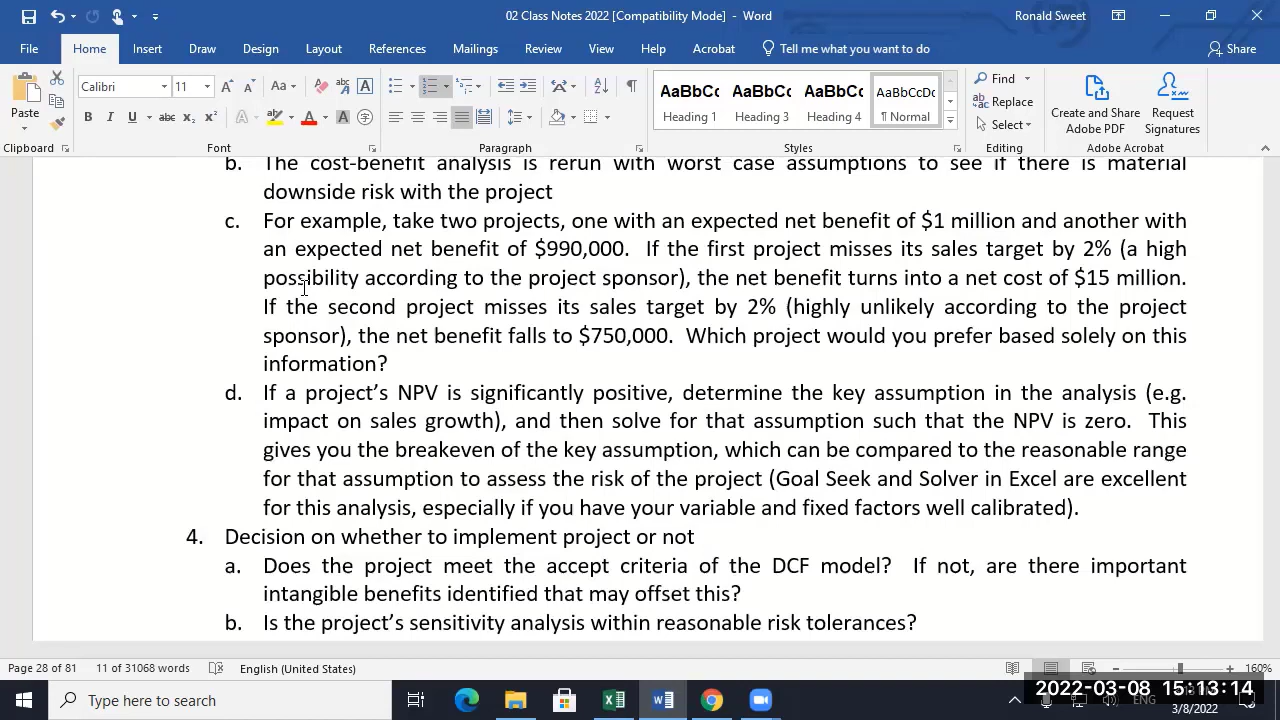 02 Class Notes 2022 [Compatibility Mode] - Word
Ronald Sweet
File Home Insert Draw Design Layout References Mailings Review View Help Acrobat Tell me what you want to do Share
Paste
Calibri 11
Find
Replace
Select
Create and Share Adobe PDF
Request Signatures
AaBbCc AaBbCc AaBbCc AaBbCcDc
Heading 1 Heading 3 Heading 4 ¶ Normal
Clipboard Font Paragraph Styles Editing Adobe Acrobat
b. The cost-benefit analysis is rerun with worst case assumptions to see if there is material
downside risk with the project
c. For example, take two projects, one with an expected net benefit of $1 million and another with
an expected net benefit of $990,000. If the first project misses its sales target by 2% (a high
possibility according to the project sponsor), the net benefit turns into a net cost of $15 million.
If the second project misses its sales target by 2% (highly unlikely according to the project
sponsor), the net benefit falls to $750,000. Which project would you prefer based solely on this
information?
d. If a project's NPV is significantly positive, determine the key assumption in the analysis (e.g.
impact on sales growth), and then solve for that assumption such that the NPV is zero. This
gives you the breakeven of the key assumption, which can be compared to the reasonable range
for that assumption to assess the risk of the project (Goal Seek and Solver in Excel are excellent
for this analysis, especially if you have your variable and fixed factors well calibrated).
4. Decision on whether to implement project or not
a. Does the project meet the accept criteria of the DCF model? If not, are there important
intangible benefits identified that may offset this?
b. Is the project's sensitivity analysis within reasonable risk tolerances?
Page 28 of 81 11 of 31068 words English (United States) 160%
Type here to search
2022-03-08 15:13:14
ENG
3/8/2022